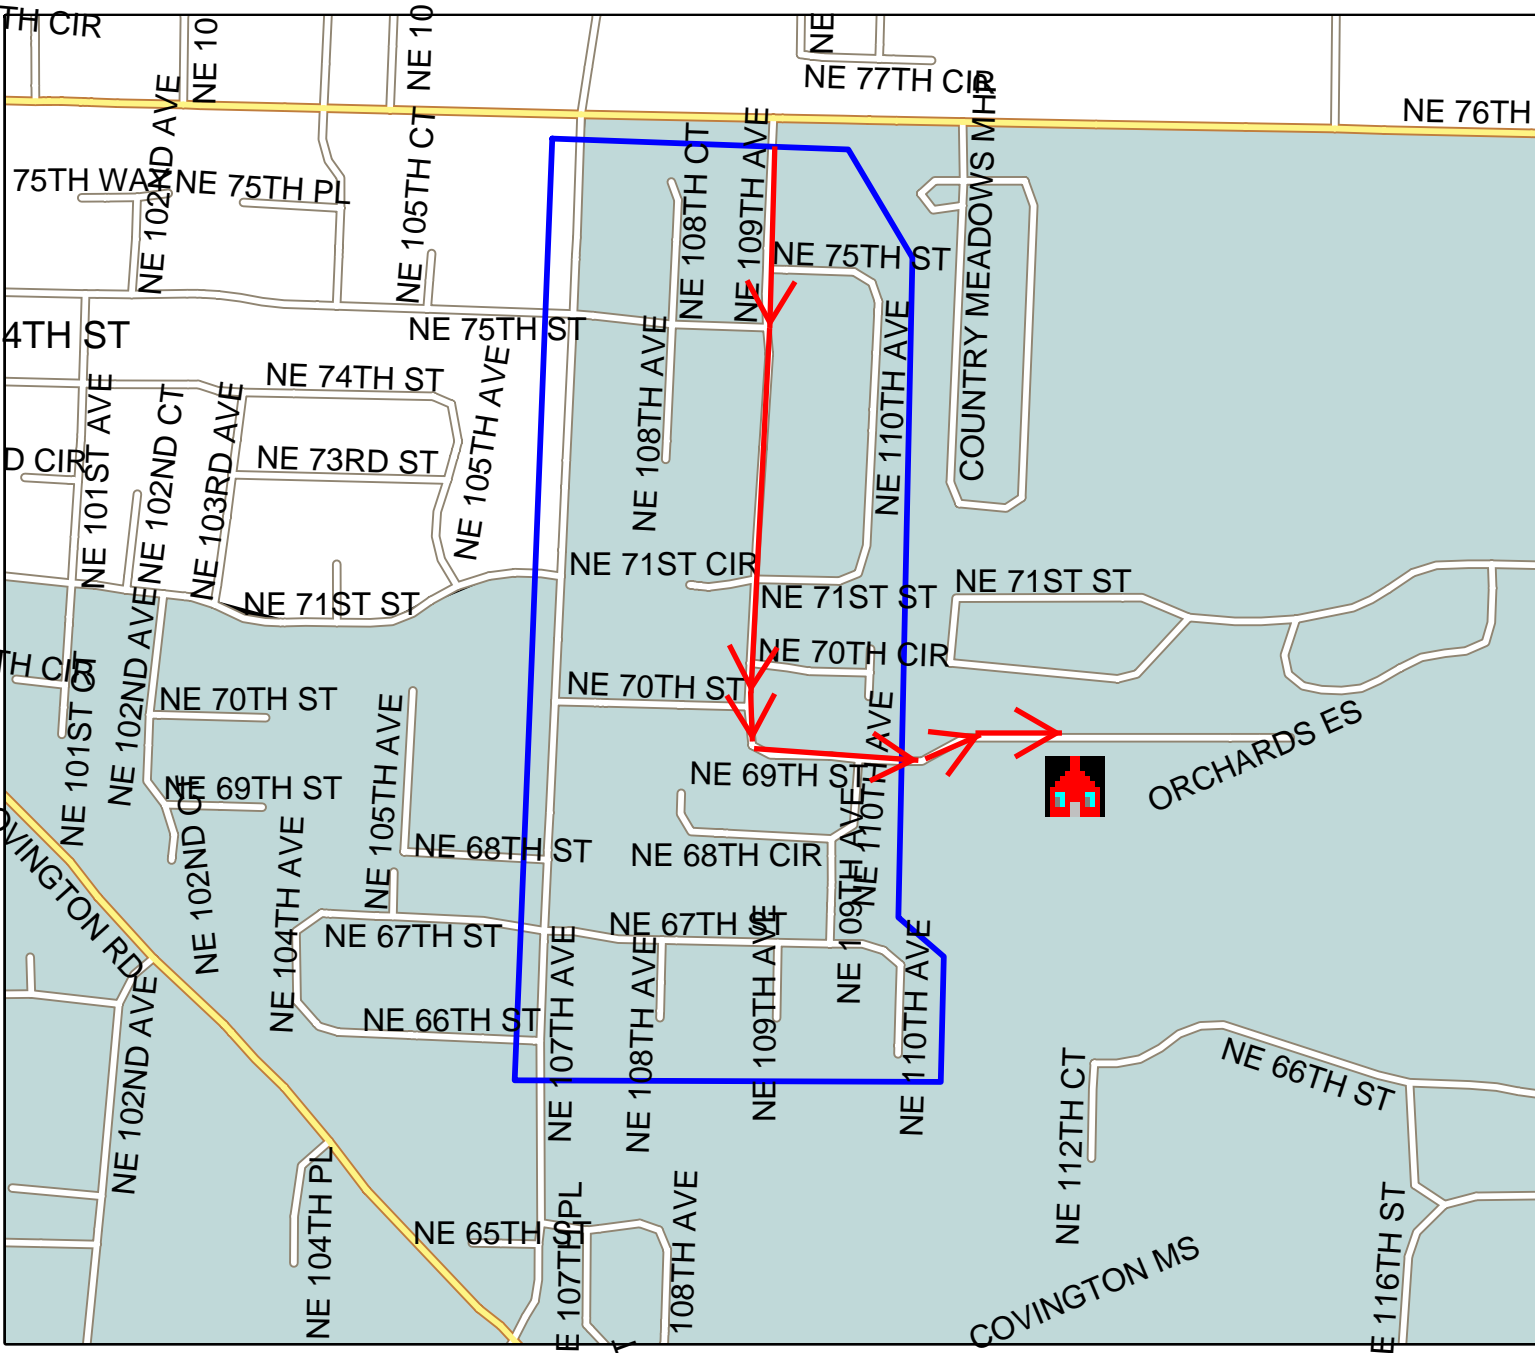 TH CIR
NE 10
NE 10
NE
NE 77TH CIR
NE 76TH
75TH WAY
NE 102ND AVE
NE 75TH PL
NE 105TH CT
NE 108TH CT
NE 109TH AVE
COUNTRY MEADOWS MHP
NE 75TH ST
4TH ST
NE 75TH ST
NE 74TH ST
NE 105TH AVE
NE 108TH AVE
NE 110TH AVE
D CIR
NE 101ST AVE
NE 102ND CT
NE 103RD AVE
NE 73RD ST
NE 71ST CIR
NE 71ST ST
NE 71ST ST
NE 71ST ST
TH CIR
NE 101ST CT
NE 102ND AVE
NE 70TH ST
NE 70TH CIR
NE 70TH ST
NE 105TH AVE
NE 110TH AVE
NE 69TH ST
NE 69TH ST
ORCHARDS ES
OVINGTON RD
NE 102ND CT
NE 104TH AVE
NE 68TH ST
NE 68TH CIR
NE 109TH AVE
NE 67TH ST
NE 67TH ST
NE 107TH AVE
NE 108TH AVE
NE 109TH AVE
NE 110TH AVE
NE 66TH ST
NE 102ND AVE
NE 112TH CT
NE 66TH ST
NE 104TH PL
NE 65TH ST
E 107TH PL
108TH AVE
COVINGTON MS
E 116TH ST
T